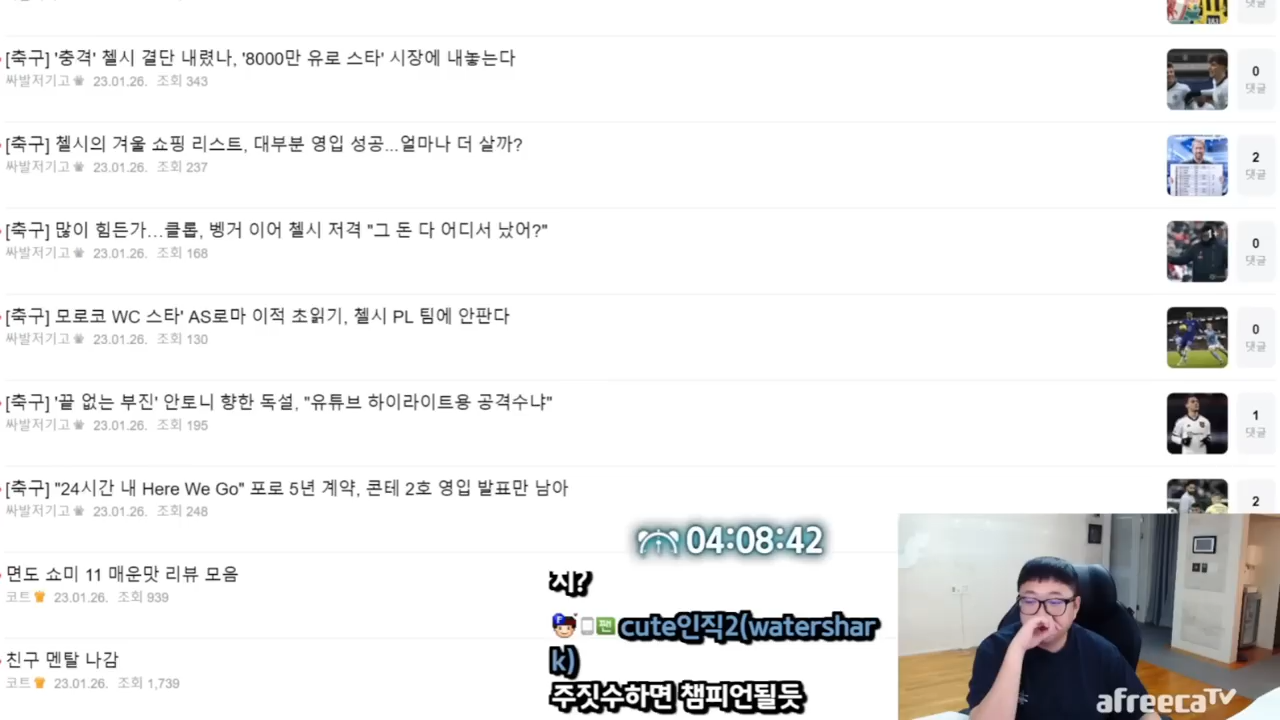 [축구] '충격' 첼시 결단 내렸나, '8000만 유로 스타' 시장에 내놓는다
싸발저기고 23.01.26. 조회 343
0
댓글
[축구] 첼시의 겨울 쇼핑 리스트, 대부분 영입 성공...얼마나 더 살까?
싸발저기고 23.01.26. 조회 237
2
댓글
[축구] 많이 힘든가…클롭, 벵거 이어 첼시 저격 "그 돈 다 어디서 났어?"
싸발저기고 23.01.26. 조회 168
0
댓글
[축구] 모로코 WC 스타' AS로마 이적 초읽기, 첼시 PL 팀에 안판다
싸발저기고 23.01.26. 조회 130
0
댓글
[축구] '끝 없는 부진' 안토니 향한 독설, "유튜브 하이라이트용 공격수냐"
싸발저기고 23.01.26. 조회 195
1
댓글
[축구] "24시간 내 Here We Go" 포로 5년 계약, 콘테 2호 영입 발표만 남아
싸발저기고 23.01.26. 조회 248
2
04:08:42
면도 쇼미 11 매운맛 리뷰 모음
코트 23.01.26. 조회 939
지?
팬 cute인직2(watershar
k)
주짓수하면 챔피언될듯
친구 멘탈 나감
코트 23.01.26. 조회 1,739
afreecaTV